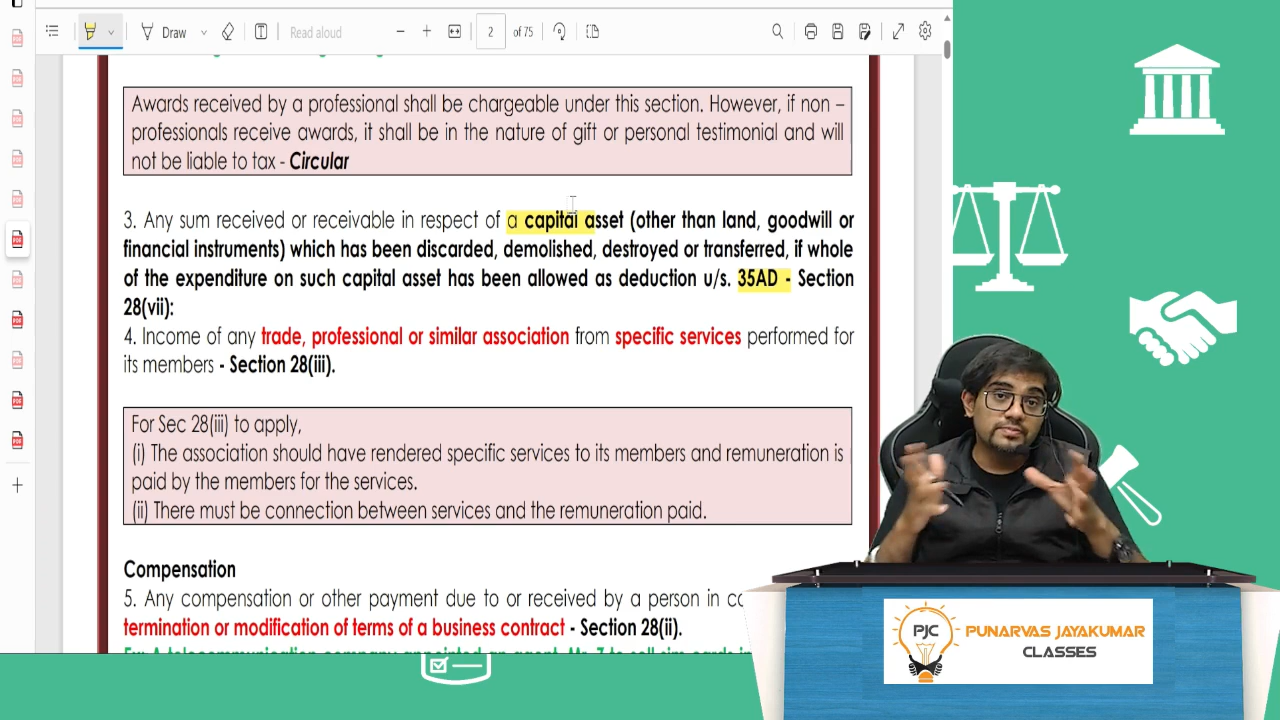 Draw
Read aloud
2
of 75
Awards received by a professional shall be chargeable under this section. However, if non –
professionals receive awards, it shall be in the nature of gift or personal testimonial and will
not be liable to tax - Circular
3. Any sum received or receivable in respect of a capital asset (other than land, goodwill or
financial instruments) which has been discarded, demolished, destroyed or transferred, if whole
of the expenditure on such capital asset has been allowed as deduction u/s. 35AD - Section
28(vii):
4. Income of any trade, professional or similar association from specific services performed for
its members - Section 28(iii).
For Sec 28(iii) to apply,
(i) The association should have rendered specific services to its members and remuneration is
paid by the members for the services.
(ii) There must be connection between services and the remuneration paid.
Compensation
5. Any compensation or other payment due to or received by a person in
termination or modification of terms of a business contract - Section 28(ii).
PJC
PUNARVAS JAYAKUMAR
CLASSES